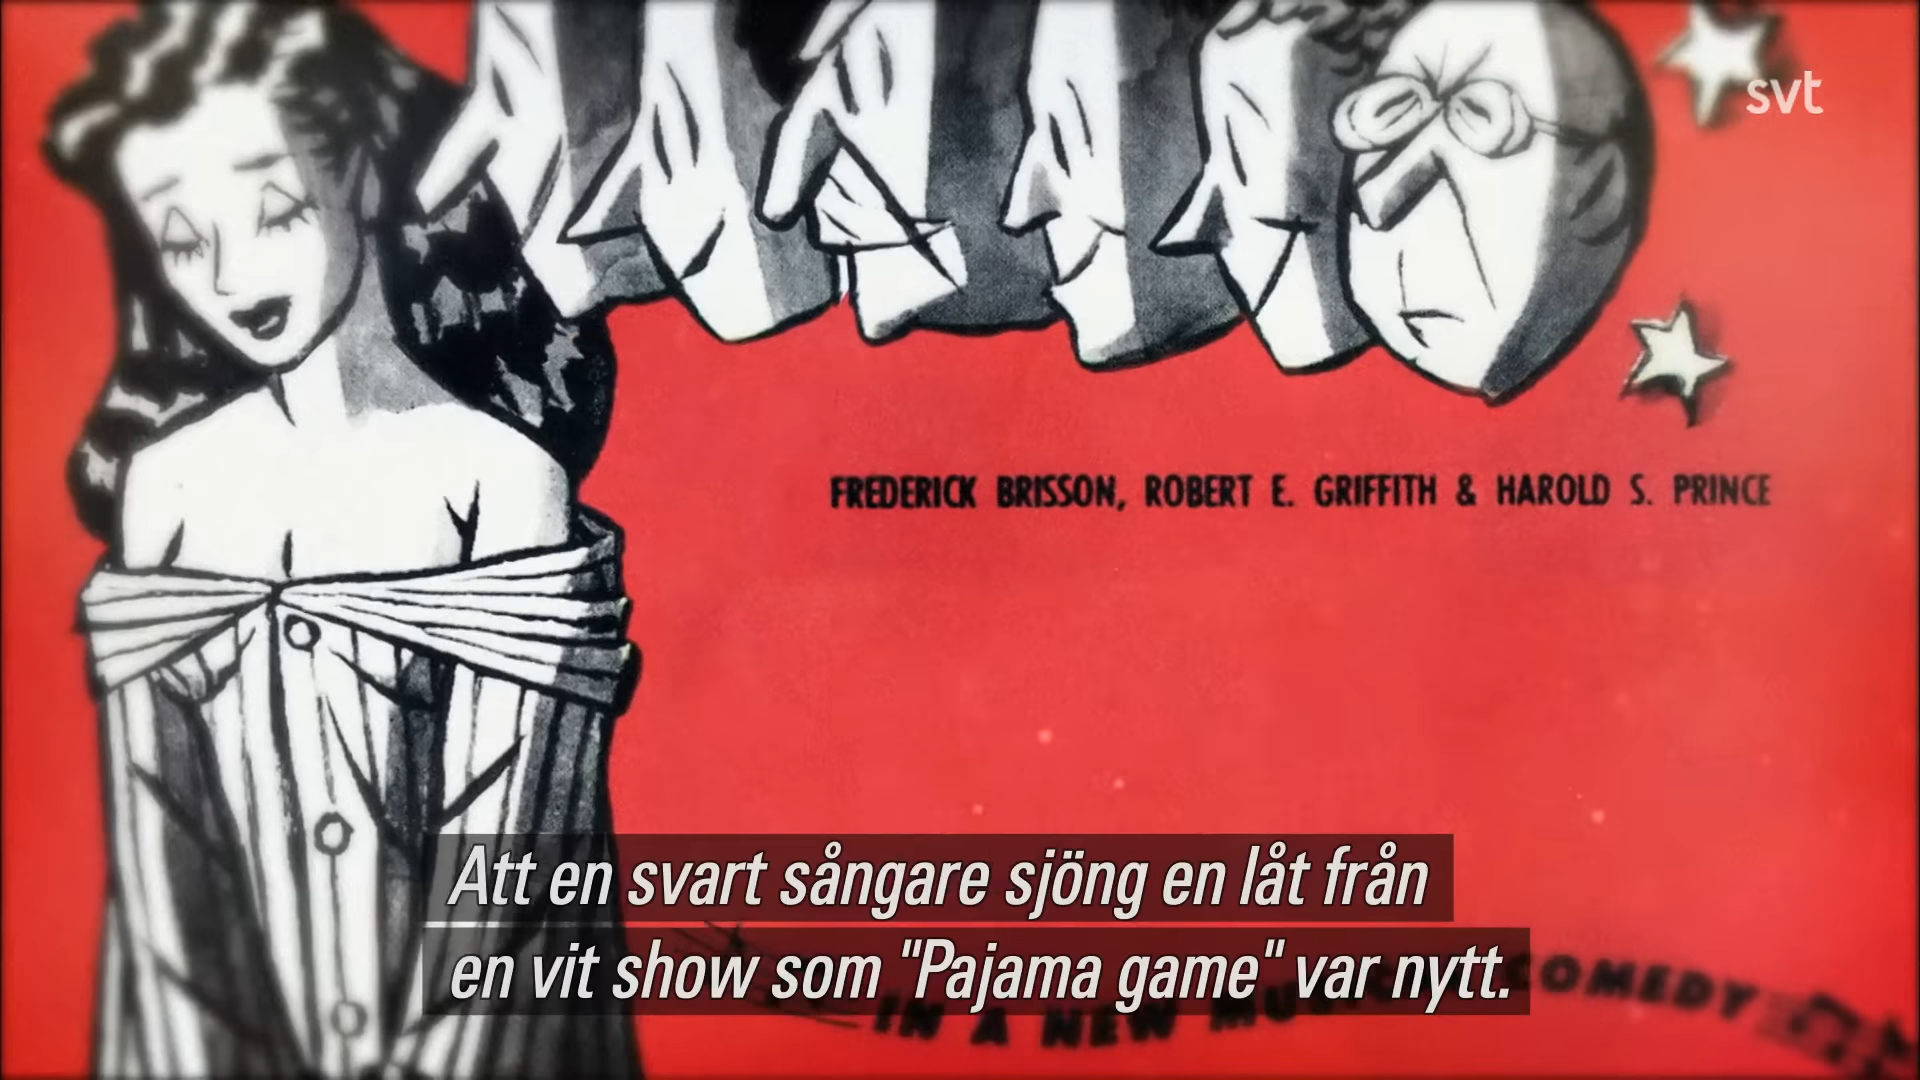 svt
FREDERICK BRISSON, ROBERT E. GRIFFITH & HAROLD S. PRINCE
Att en svart sångare sjöng en låt från
en vit show som "Pajama game" var nytt.
IN A NEW COMEDY